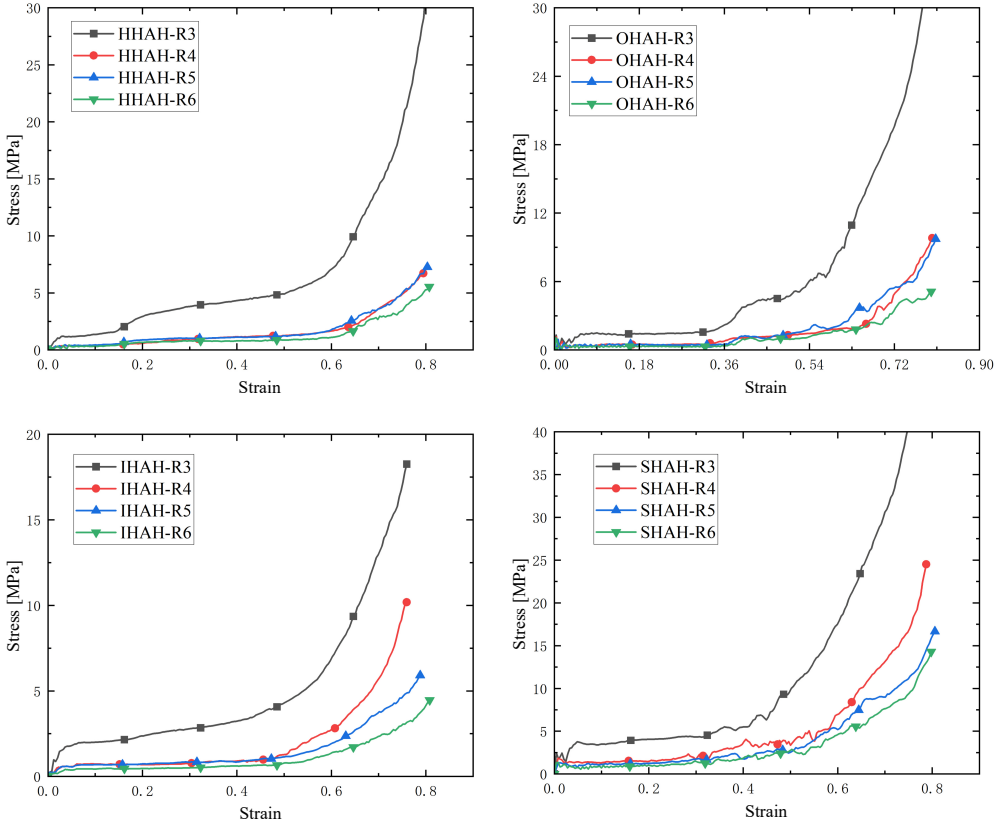 30
25
20
15
10
5
0
Stress [MPa]
HHAH-R3
HHAH-R4
HHAH-R5
HHAH-R6
0.0 0.2 0.4 0.6 0.8
Strain
30
24
18
12
6
0
Stress [MPa]
OHAH-R3
OHAH-R4
OHAH-R5
OHAH-R6
0.00 0.18 0.36 0.54 0.72 0.90
Strain
20
15
10
5
0
Stress [MPa]
IHAH-R3
IHAH-R4
IHAH-R5
IHAH-R6
0.0 0.2 0.4 0.6 0.8
Strain
40
35
30
25
20
15
10
5
0
Stress [MPa]
SHAH-R3
SHAH-R4
SHAH-R5
SHAH-R6
0.0 0.2 0.4 0.6 0.8
Strain